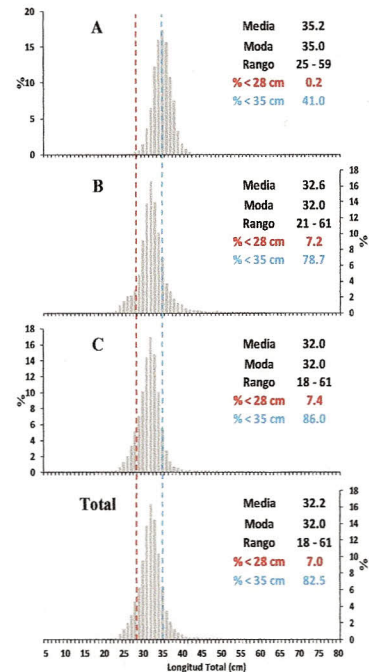 A
Media 35.2
Moda 35.0
Rango 25 - 59
% < 28 cm 0.2
% < 35 cm 41.0
20
15
10
5
0
%
B
Media 32.6
Moda 32.0
Rango 21 - 61
% < 28 cm 7.2
% < 35 cm 78.7
18
16
14
12
10
8
6
4
2
0
%
C
Media 32.0
Moda 32.0
Rango 18 - 61
% < 28 cm 7.4
% < 35 cm 86.0
18
16
14
12
10
8
6
4
2
0
%
Total
Media 32.2
Moda 32.0
Rango 18 - 61
% < 28 cm 7.0
% < 35 cm 82.5
18
16
14
12
10
8
6
4
2
0
%
5 10 15 20 25 30 35 40 45 50 55 60 65 70 75 80
Longitud Total (cm)